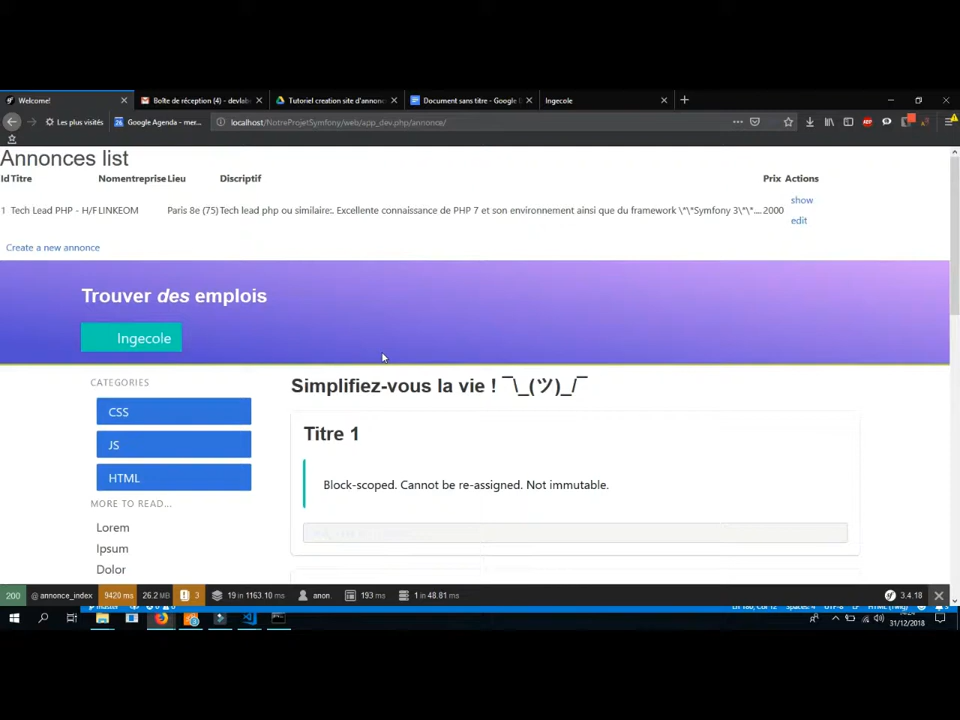 Welcome!
Boîte de réception (4) - devlab
Tutoriel creation site d'annonc
Document sans titre - Google
Ingecole
Les plus visités
Google Agenda - mer...
localhost/NotreProjetSymfony/web/app_dev.php/annonce/
Annonces list
Id Titre Nomentreprise Lieu Discriptif Prix Actions
1 Tech Lead PHP - H/F LINKEOM Paris 8e (75) Tech lead php ou similaire:. Excellente connaissance de PHP 7 et son environnement ainsi que du framework \*\*Symfony 3\*\*.... 2000 show
edit
Create a new annonce
Trouver des emplois
Ingecole
CATEGORIES
Simplifiez-vous la vie ! ¯\_(ツ)_/¯
CSS
Titre 1
JS
HTML
Block-scoped. Cannot be re-assigned. Not immutable.
MORE TO READ...
Lorem
Ipsum
Dolor
200 @ annonce_index 9420 ms 26.2 MB 3 19 in 1163.10 ms anon. 193 ms 1 in 48.81 ms 3.4.18
31/12/2018